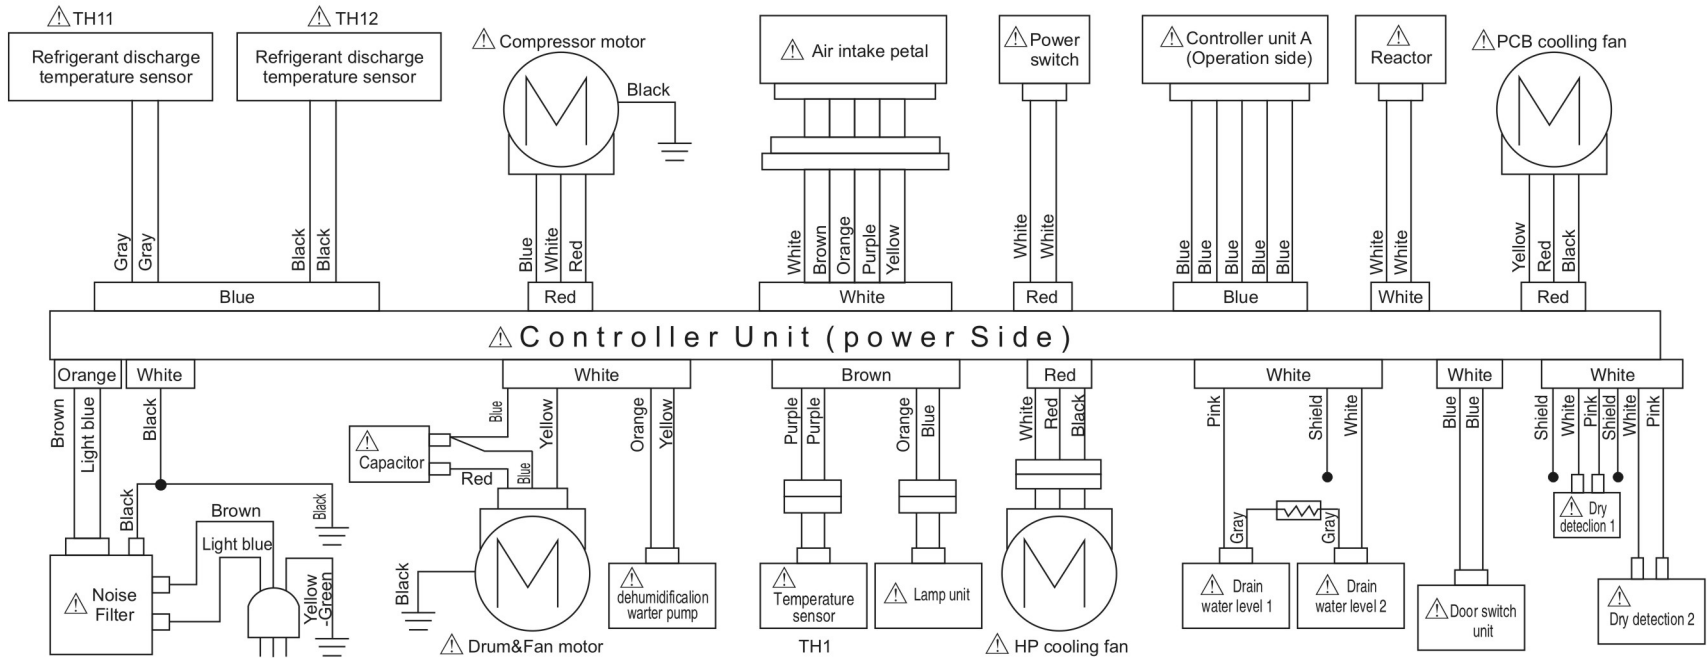 ⚠ TH11
Refrigerant discharge
temperature sensor
⚠ TH12
Refrigerant discharge
temperature sensor
⚠ Compressor motor
Black
⚠ Air intake petal
⚠ Power
switch
⚠ Controller unit A
(Operation side)
⚠
Reactor
⚠ PCB coolling fan
Gray
Gray
Black
Black
Blue
White
Red
White
Brown
Orange
Purple
Yellow
White
White
Blue
Blue
Blue
Blue
Blue
White
White
Yellow
Red
Black
Blue
Red
White
Red
Blue
White
Red
⚠ Controller Unit (power Side)
Orange
White
White
Brown
Red
White
White
White
Brown
Light blue
Black
Blue
Yellow
Orange
Yellow
Purple
Purple
Orange
Blue
White
Red
Black
Pink
Shield
White
Blue
Blue
Shield
White
Pink
Shield
White
Pink
⚠
Capacitor
Red
Blue
Black
Black
Brown
Light blue
Gray
Gray
⚠ Dry
detection 1
⚠ Noise
Filter
Yellow
-Green
Black
⚠
dehumidification
warter pump
⚠
Temperature
sensor
⚠ Lamp unit
⚠ Drain
water level 1
⚠ Drain
water level 2
⚠ Door switch
unit
⚠
Dry detection 2
⚠ Drum&Fan motor
TH1
⚠ HP cooling fan